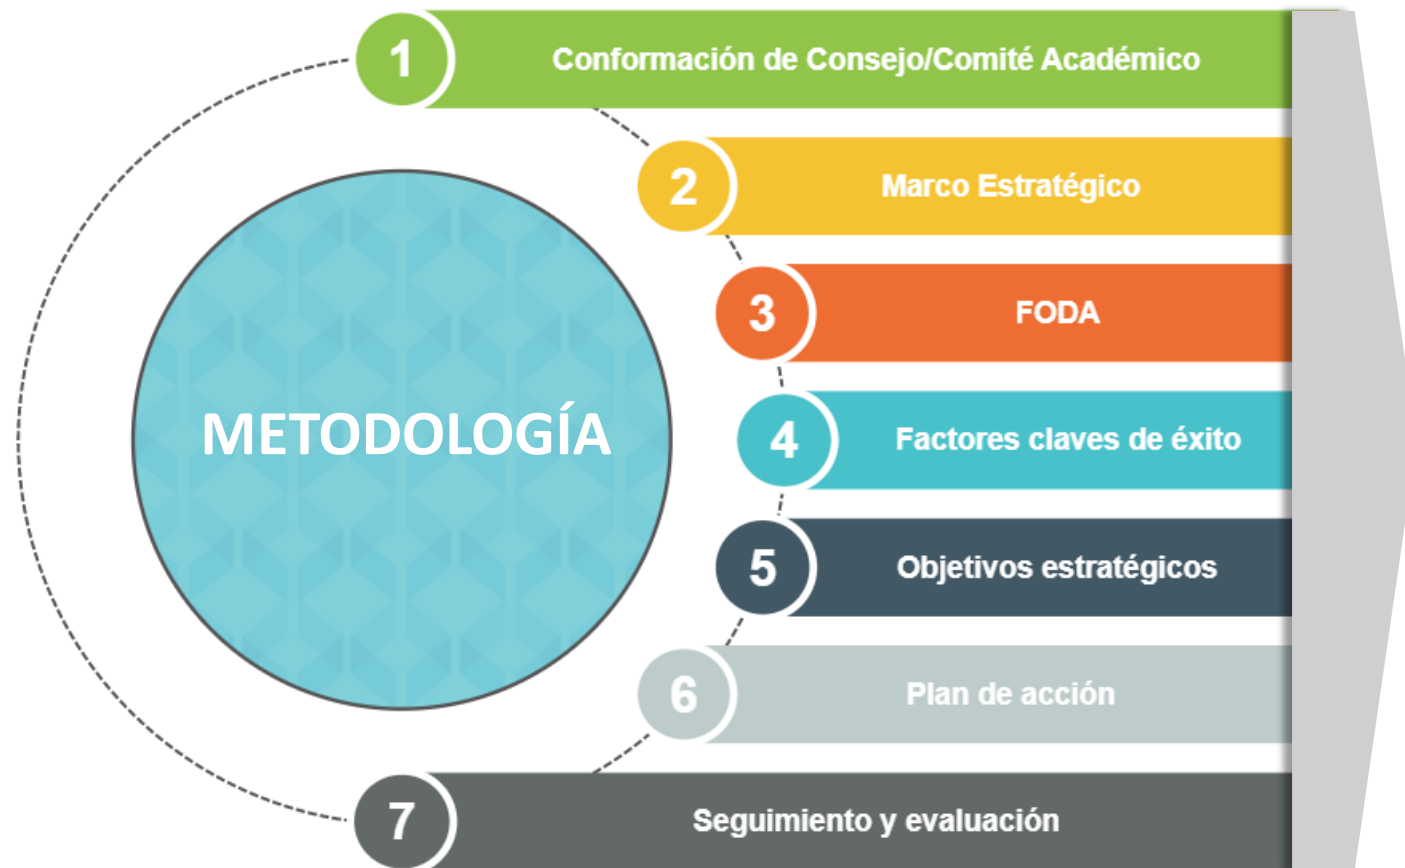 1
Conformación de Consejo/Comité Académico
2
Marco Estratégico
3
FODA
METODOLOGÍA
4
Factores claves de éxito
5
Objetivos estratégicos
6
Plan de acción
7
Seguimiento y evaluación